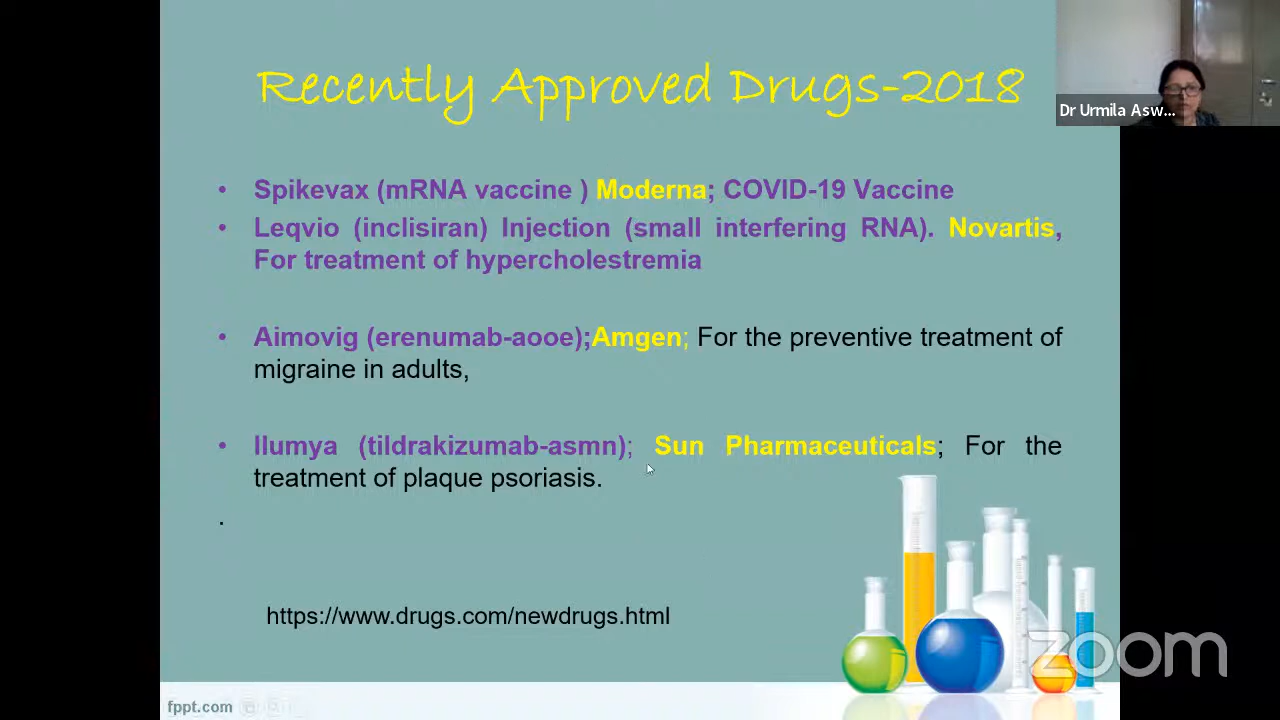 Recently Approved Drugs-2018
Dr Urmila Asw...
• Spikevax (mRNA vaccine ) Moderna; COVID-19 Vaccine
• Leqvio (inclisiran) Injection (small interfering RNA). Novartis,
For treatment of hypercholestremia
• Aimovig (erenumab-aooe);Amgen; For the preventive treatment of
migraine in adults,
• Ilumya (tildrakizumab-asmn); Sun Pharmaceuticals; For the
treatment of plaque psoriasis.
.
https://www.drugs.com/newdrugs.html
zoom
fppt.com